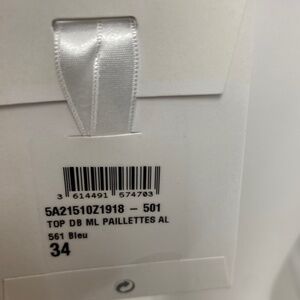 3 614491 574703
5A21510Z1918 - 501
TOP DB ML PAILLETTES AL
561 Bleu
34